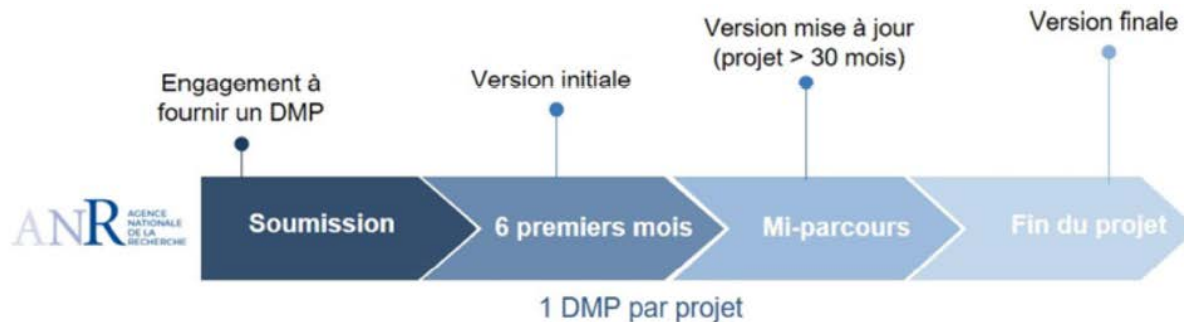 Engagement à
fournir un DMP
Version initiale
Version mise à jour
(projet > 30 mois)
Version finale
ANR
AGENCE
NATIONALE
DE LA
RECHERCHE
Soumission
6 premiers mois
Mi-parcours
Fin du projet
1 DMP par projet